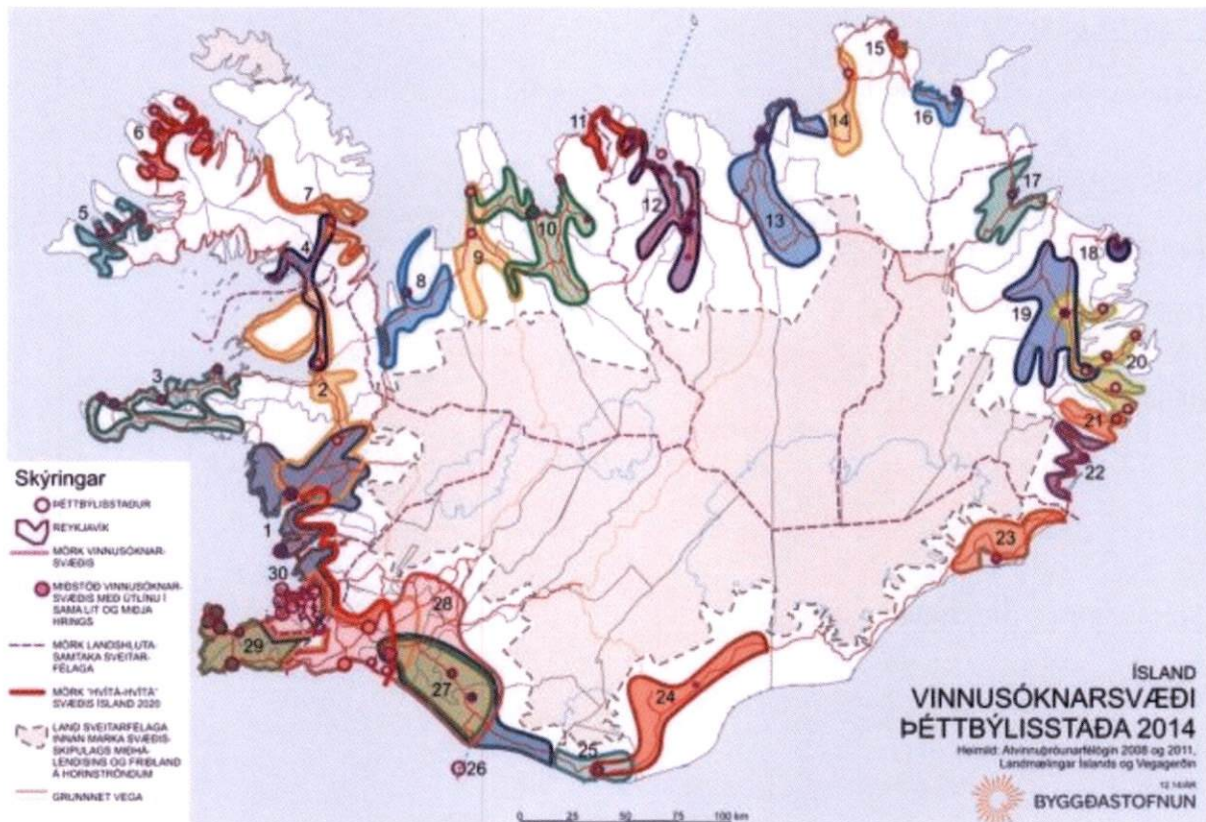 15
6
11
14
16
7
5
12
17
10
13
4
9
18
8
19
20
3
2
21
22
1
23
30
28
29
24
27
25
26
Skýringar
ÞÉTTBÝLISSTAÐUR
REYKJAVÍK
MÖRK VINNUSÓKNAR-
SVÆÐIS
MIÐSTÖÐ VINNUSÓKNAR-
SVÆÐIS MEÐ ÚTLÍNU Í
SAMA LIT OG MIÐJA
HRINGS
MÖRK LANDSHLUTA-
SAMTAKA SVEITAR-
FÉLAGA
MÖRK "HVÍTÁ-HVÍTÁ"
SVÆÐIS ÍSLAND 2020
LAND SVEITARFÉLAGA
INNAN MARKA SVÆÐIS-
SKIPULAGS MIÐHÁ-
LENDISINS OG FRIÐLAND
Á HORNSTRÖNDUM
GRUNNNET VEGA
ÍSLAND
VINNUSÓKNARSVÆÐI
ÞÉTTBÝLISSTAÐA 2014
Heimild: Atvinnuþróunarfélögin 2008 og 2011,
Landmælingar Íslands og Vegagerðin
BYGGÐASTOFNUN
0 25 50 75 100 km